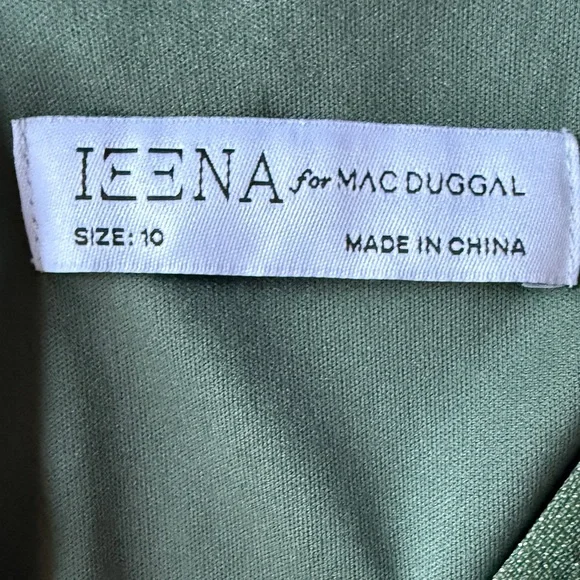 IEENA for MAC DUGGAL
SIZE: 10 MADE IN CHINA